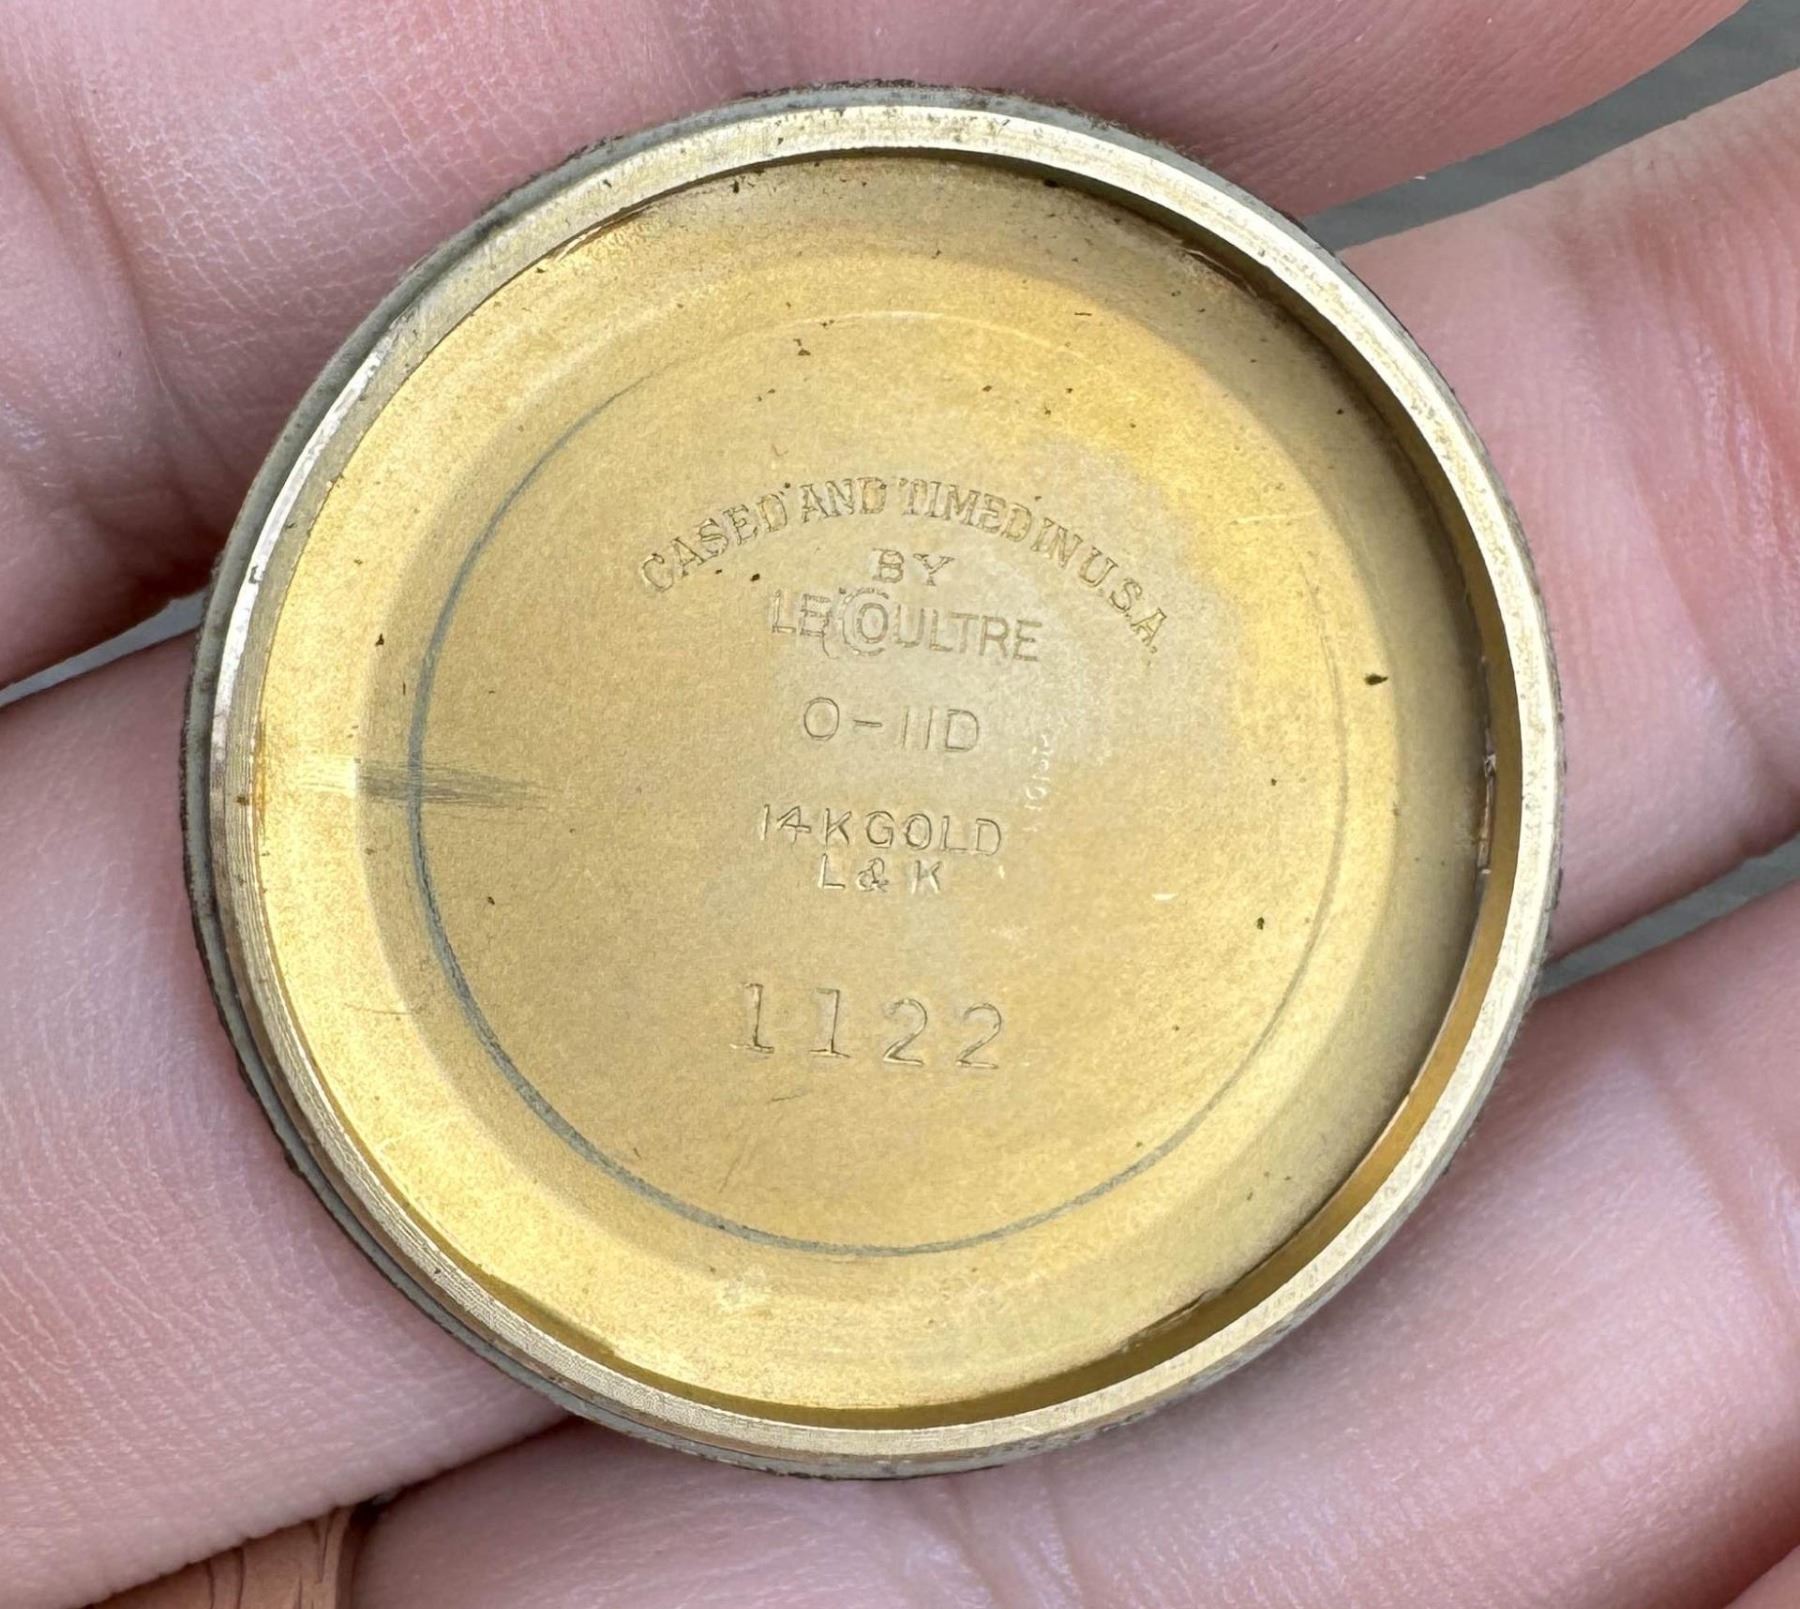 CASED AND TIMED IN U.S.A.
BY
LECOULTRE
O-11D
14K GOLD
L & K
1122